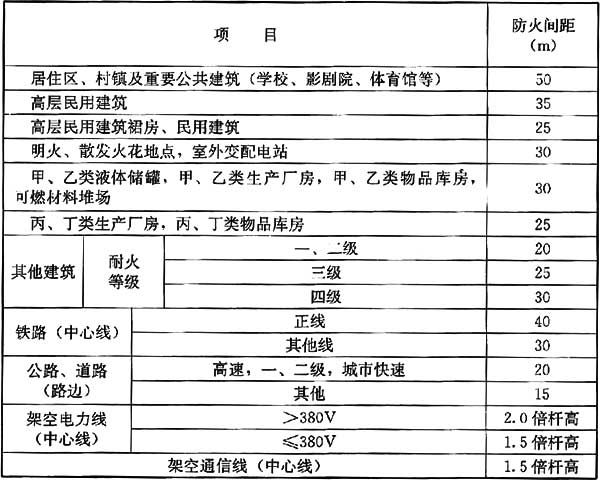 项 目 防火间距
（m）
居住区、村镇及重要公共建筑（学校、影剧院、体育馆等） 50
高层民用建筑 35
高层民用建筑裙房、民用建筑 25
明火、散发火花地点，室外变配电站 30
甲、乙类液体储罐，甲、乙类生产厂房，甲、乙类物品库房，
可燃材料堆场 30
丙、丁类生产厂房，丙、丁类物品库房 25
其他建筑 耐火
等级 一、二级 20
三级 25
四级 30
铁路（中心线） 正线 40
其他线 30
公路、道路
（路边） 高速，一、二级，城市快速 20
其他 15
架空电力线
（中心线） ＞380V 2.0倍杆高
≤380V 1.5倍杆高
架空通信线（中心线） 1.5倍杆高